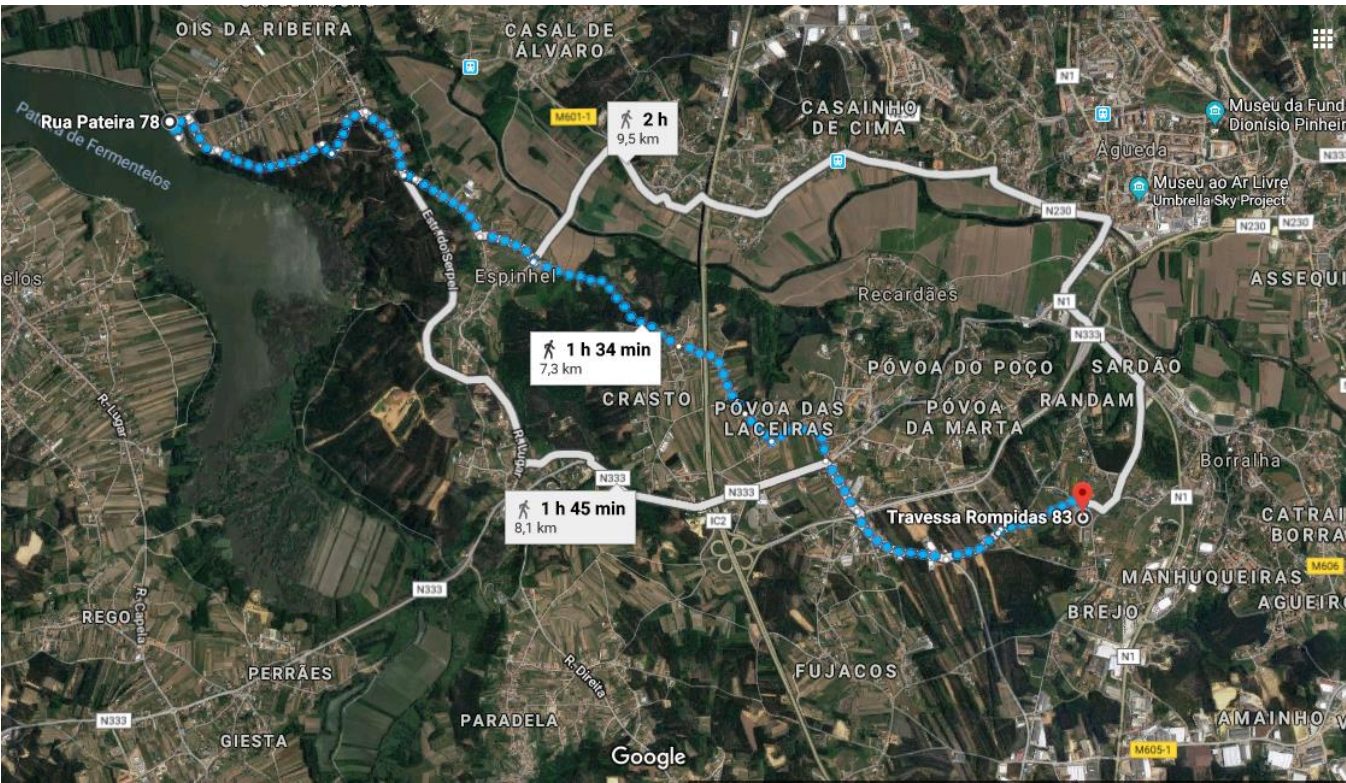 OIS DA RIBEIRA
CASAL DE
ÁLVARO
N1
Rua Pateira 78
Pateira de Fermentelos
M601-1
2 h
9,5 km
CASAINHO
DE CIMA
Museu da Fund
Dionísio Pinheir
N333
Águeda
Museu ao Ar Livre
Umbrella Sky Project
N230
N230
N230
Estr. do Serpel
Espinhel
elos
Recardães
ASSEQUI
N1
N333
1 h 34 min
7,3 km
PÓVOA DO POÇO
SARDÃO
RANDAM
CRASTO
PÓVOA DAS
LACEIRAS
PÓVOA
DA MARTA
R. Lugar
R. Lugar
Borralha
N333
N333
N1
1 h 45 min
8,1 km
IC2
Travessa Rompidas 83
CATRAI
BORRA
M606
N333
MANHUQUEIRAS
AGUEIRO
REGO
R. Capela
BREJO
N1
PERRÃES
R. Direita
FUJACOS
N333
GIESTA
PARADELA
AMAINHO
M605-1
Google